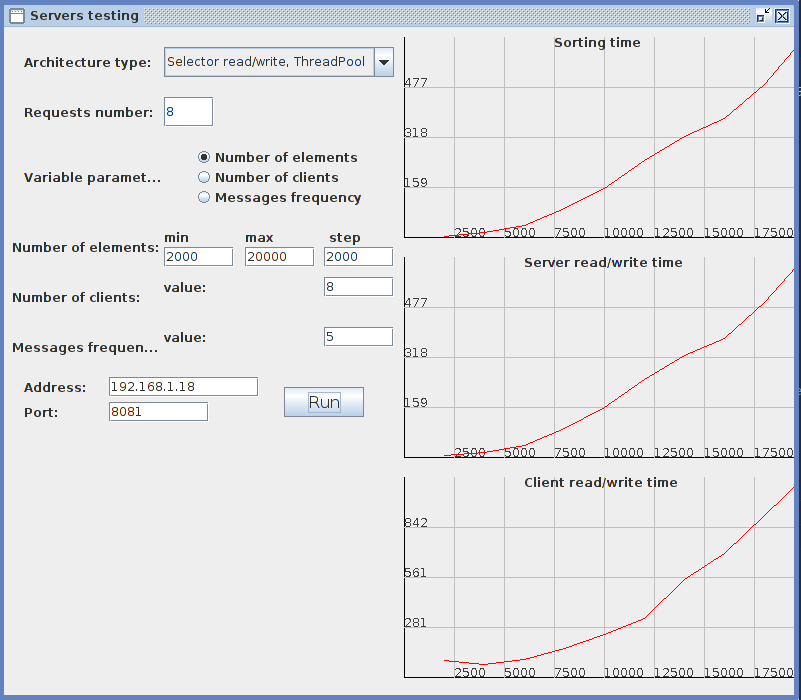 Servers testing
Architecture type: Selector read/write, ThreadPool
Requests number: 8
Variable paramet...
Number of elements
Number of clients
Messages frequency
min max step
Number of elements: 2000 20000 2000
Number of clients: value: 8
Messages frequen... value: 5
Address: 192.168.1.18
Port: 8081
Run
Sorting time
477
318
159
2500 5000 7500 10000 12500 15000 17500
Server read/write time
477
318
159
2500 5000 7500 10000 12500 15000 17500
Client read/write time
842
561
281
2500 5000 7500 10000 12500 15000 17500